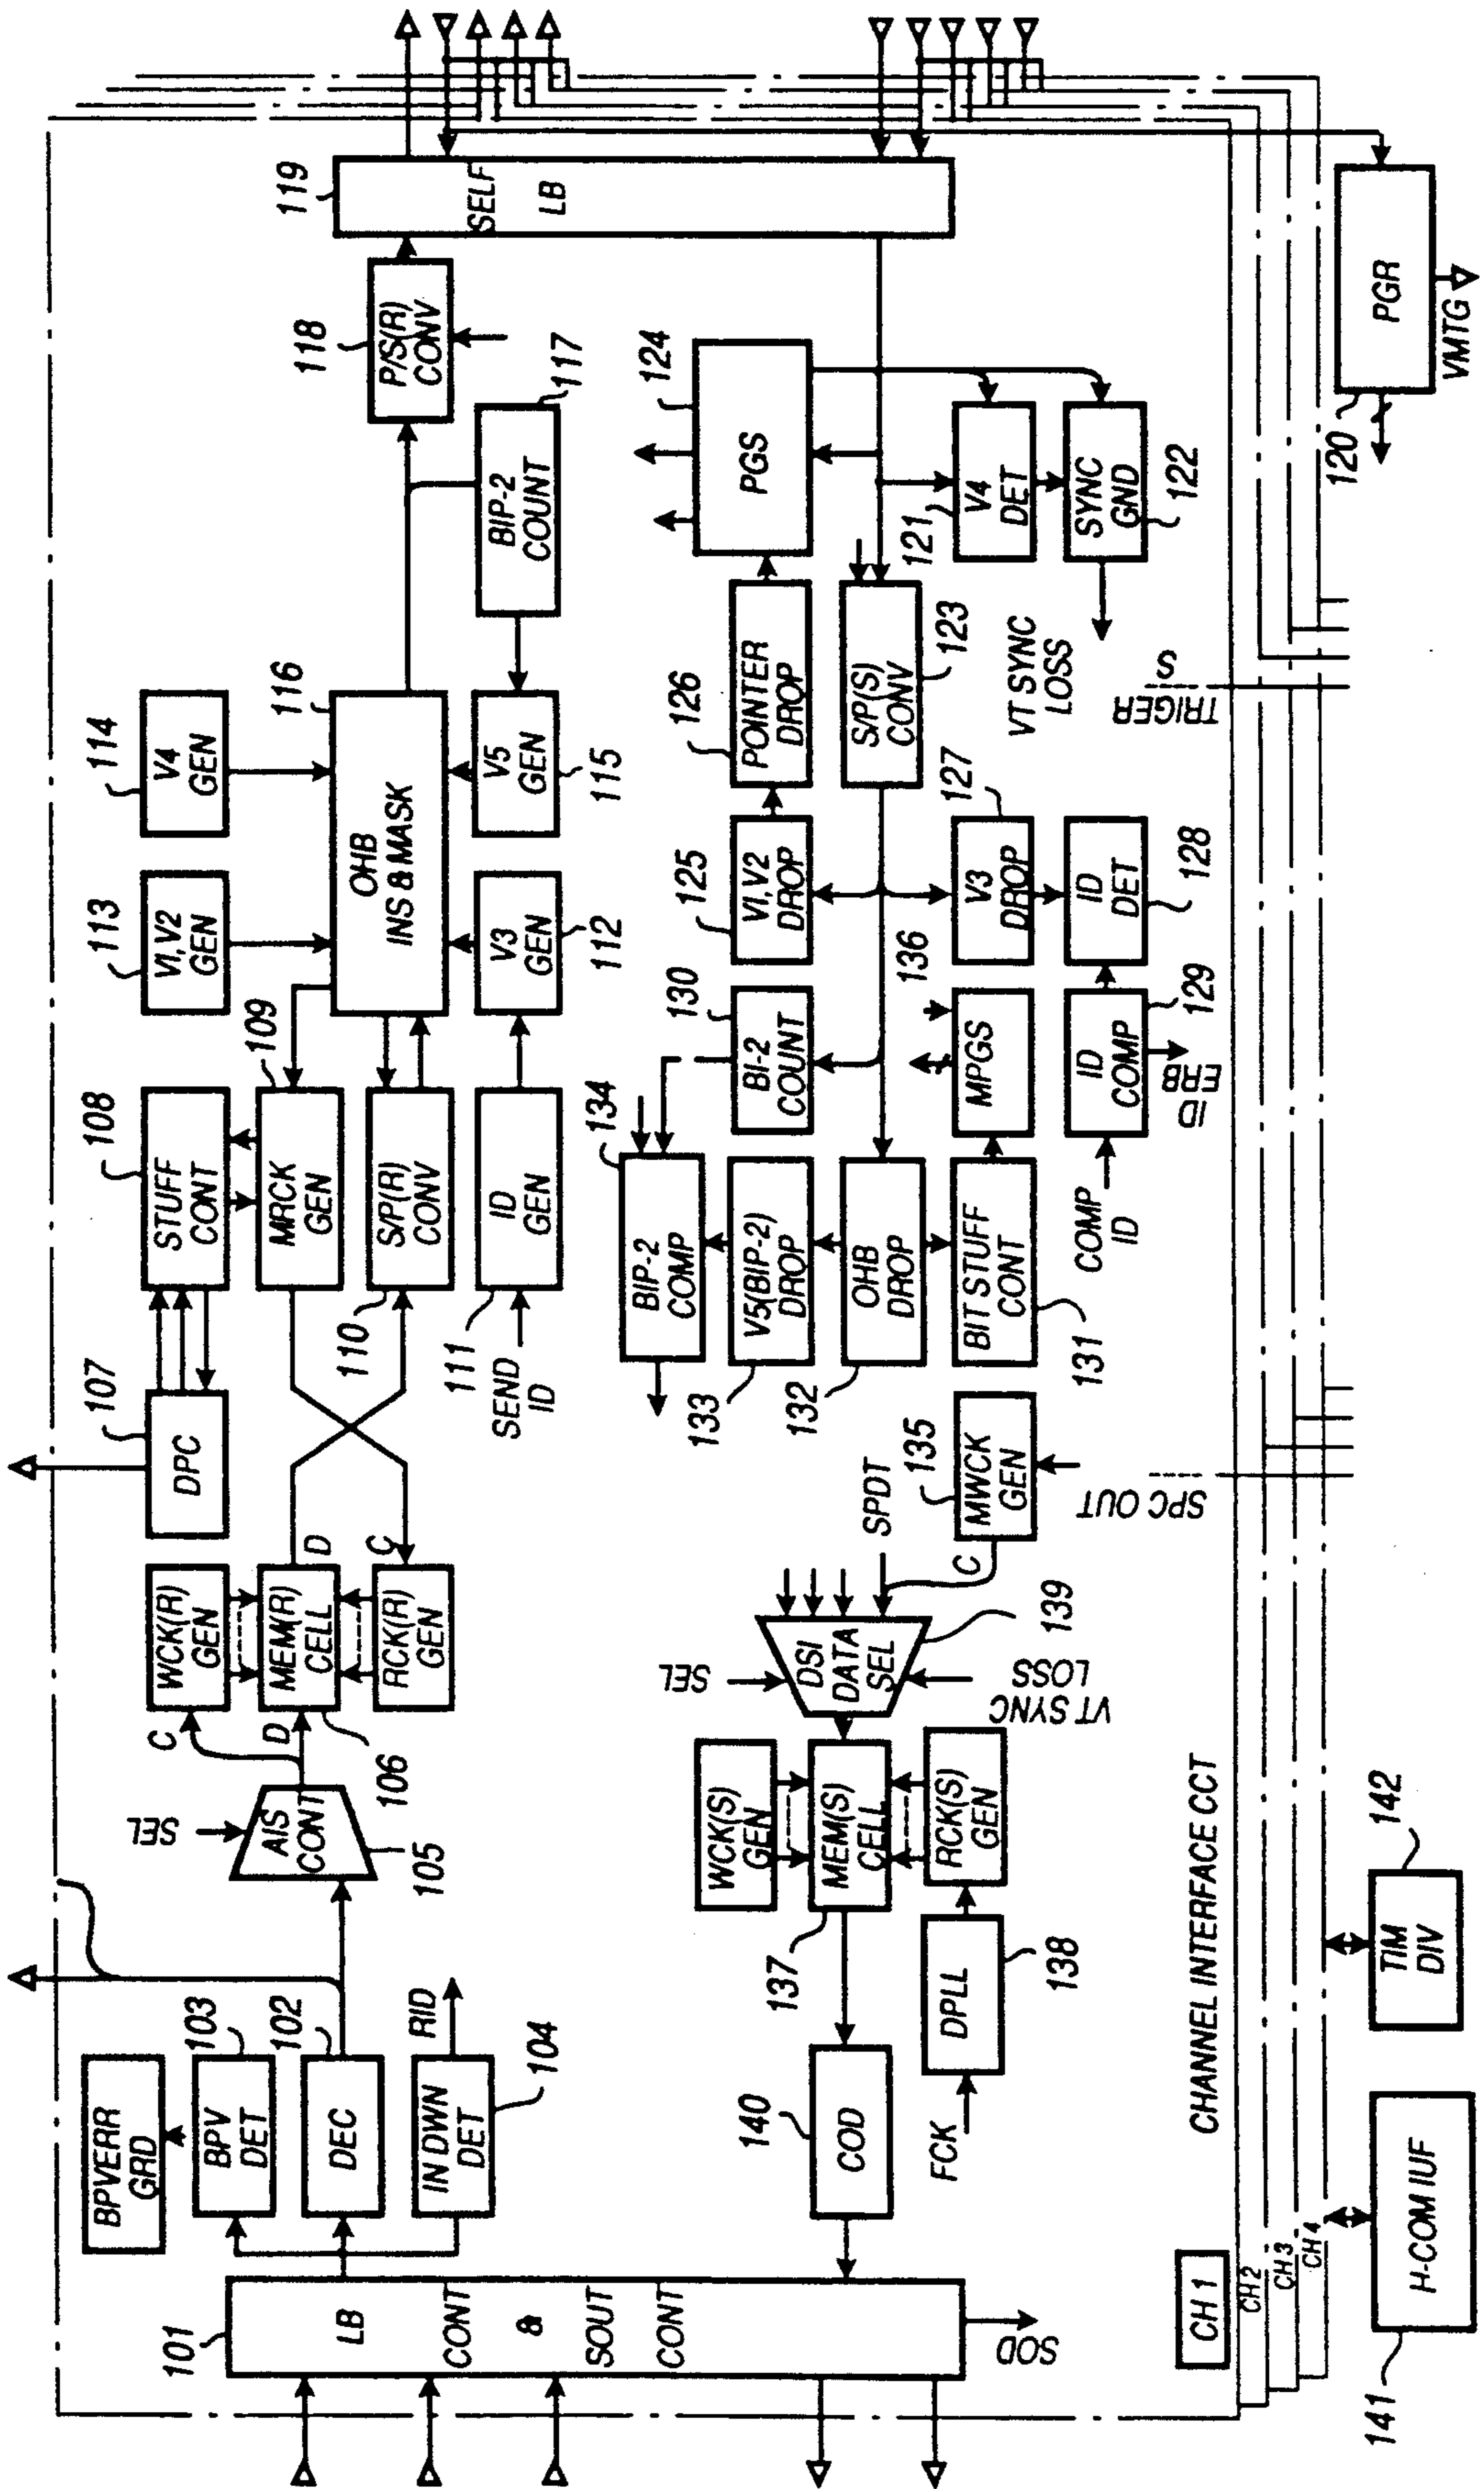 101
LB
CONT
&
SOUT
CONT
SOD
BPVERR
GRD
103
BPV
DET
102
DEC
IN DWN
DET
RID
104
SEL
AIS
CONT
105
C
D
WCK(R)
GEN
MEM(R)
CELL
RCK(R)
GEN
106
D
C
107
DPC
108
STUFF
CONT
109
MRCK
GEN
110
S/P(R)
CONV
111
ID
GEN
SEND
ID
113
V1,V2
GEN
114
V4
GEN
116
OHB
INS & MASK
V3
GEN
112
V5
GEN
115
BIP-2
COUNT
117
118
P/S(R)
CONV
119
SELF
LB
124
PGS
126
POINTER
DROP
125
V1,V2
DROP
S/P(S)
CONV
123
121
V4
DET
SYNC
GND
122
VT SYNC
LOSS
127
V3
DROP
ID
DET
128
129
ID
COMP
ID
ERB
COMP
ID
130
BI-2
COUNT
136
MPGS
134
BIP-2
COMP
V5(BIP-2)
DROP
133
OHB
DROP
132
BIT STUFF
CONT
131
135
MWCK
GEN
C
SPDT
SPC OUT
TRIGER
S
SEL
DSI
DATA
SEL
139
VT SYNC
LOSS
WCK(S)
GEN
MEM(S)
CELL
RCK(S)
GEN
137
DPLL
138
FCK
140
COD
CHANNEL INTERFACE CCT
CH 1
CH 2
CH 3
CH 4
141
H-COM IUF
142
TIM
DIV
120
PGR
VMTG